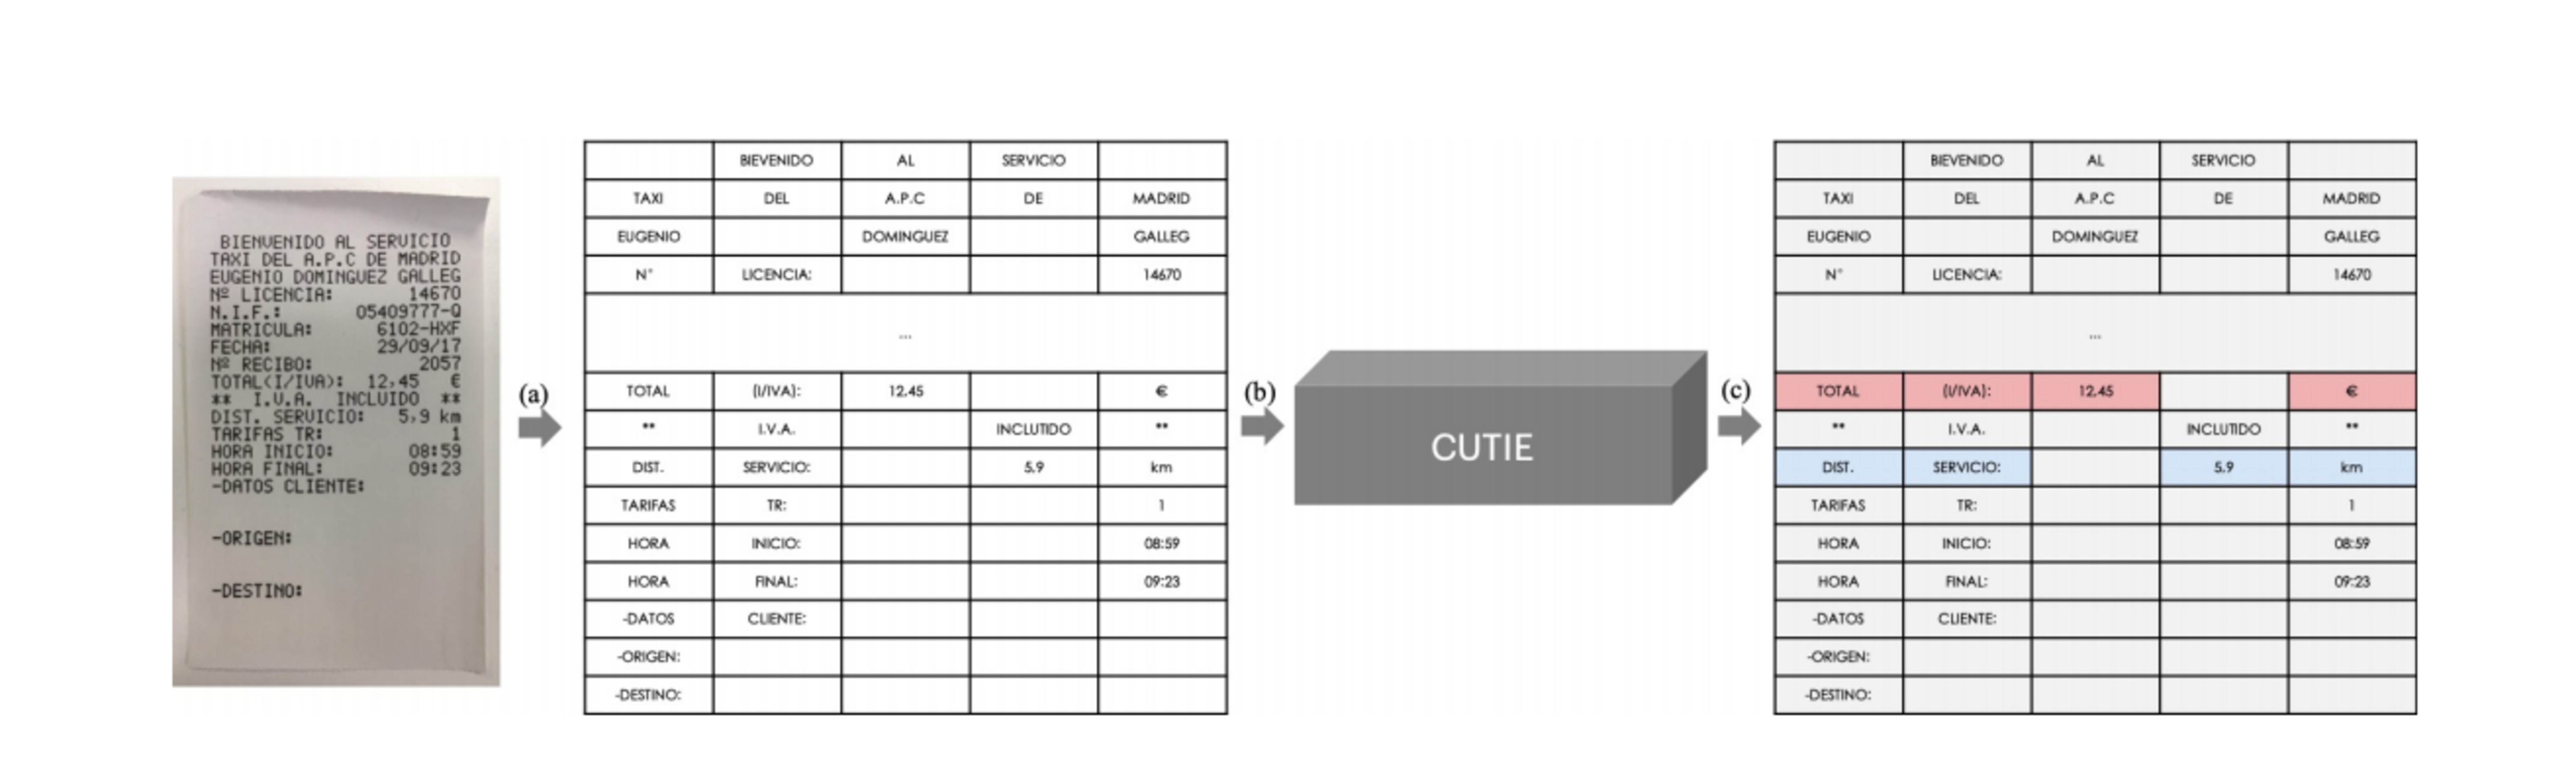 BIENVENIDO AL SERVICIO
TAXI DEL A.P.C DE MADRID
EUGENIO DOMINGUEZ GALLEG
Nº LICENCIA: 14670
N.I.F.: 05409777-Q
MATRICULA: 6102-HXF
FECHA: 29/09/17
Nº RECIBO: 2057
TOTAL(I/IVA): 12,45 €
** I.V.A. INCLUIDO **
DIST. SERVICIO: 5,9 km
TARIFAS TR: 1
HORA INICIO: 08:59
HORA FINAL: 09:23
-DATOS CLIENTE:
-ORIGEN:
-DESTINO:
(a)
BIEVENIDO AL SERVICIO
TAXI DEL A.P.C DE MADRID
EUGENIO DOMINGUEZ GALLEG
N° LICENCIA: 14670
...
TOTAL (I/IVA): 12.45 €
** I.V.A. INCLUTIDO **
DIST. SERVICIO: 5.9 km
TARIFAS TR: 1
HORA INICIO: 08:59
HORA FINAL: 09:23
-DATOS CLIENTE:
-ORIGEN:
-DESTINO:
(b)
CUTIE
(c)
BIEVENIDO AL SERVICIO
TAXI DEL A.P.C DE MADRID
EUGENIO DOMINGUEZ GALLEG
N° LICENCIA: 14670
...
TOTAL (I/IVA): 12.45 €
** I.V.A. INCLUTIDO **
DIST. SERVICIO: 5.9 km
TARIFAS TR: 1
HORA INICIO: 08:59
HORA FINAL: 09:23
-DATOS CLIENTE:
-ORIGEN:
-DESTINO: